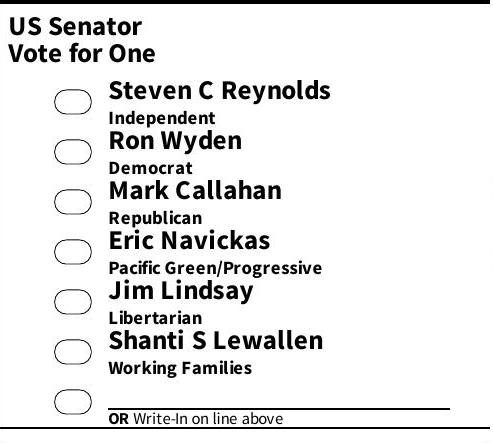 US Senator
Vote for One
Steven C Reynolds
Independent
Ron Wyden
Democrat
Mark Callahan
Republican
Eric Navickas
Pacific Green/Progressive
Jim Lindsay
Libertarian
Shanti S Lewallen
Working Families
OR Write-In on line above